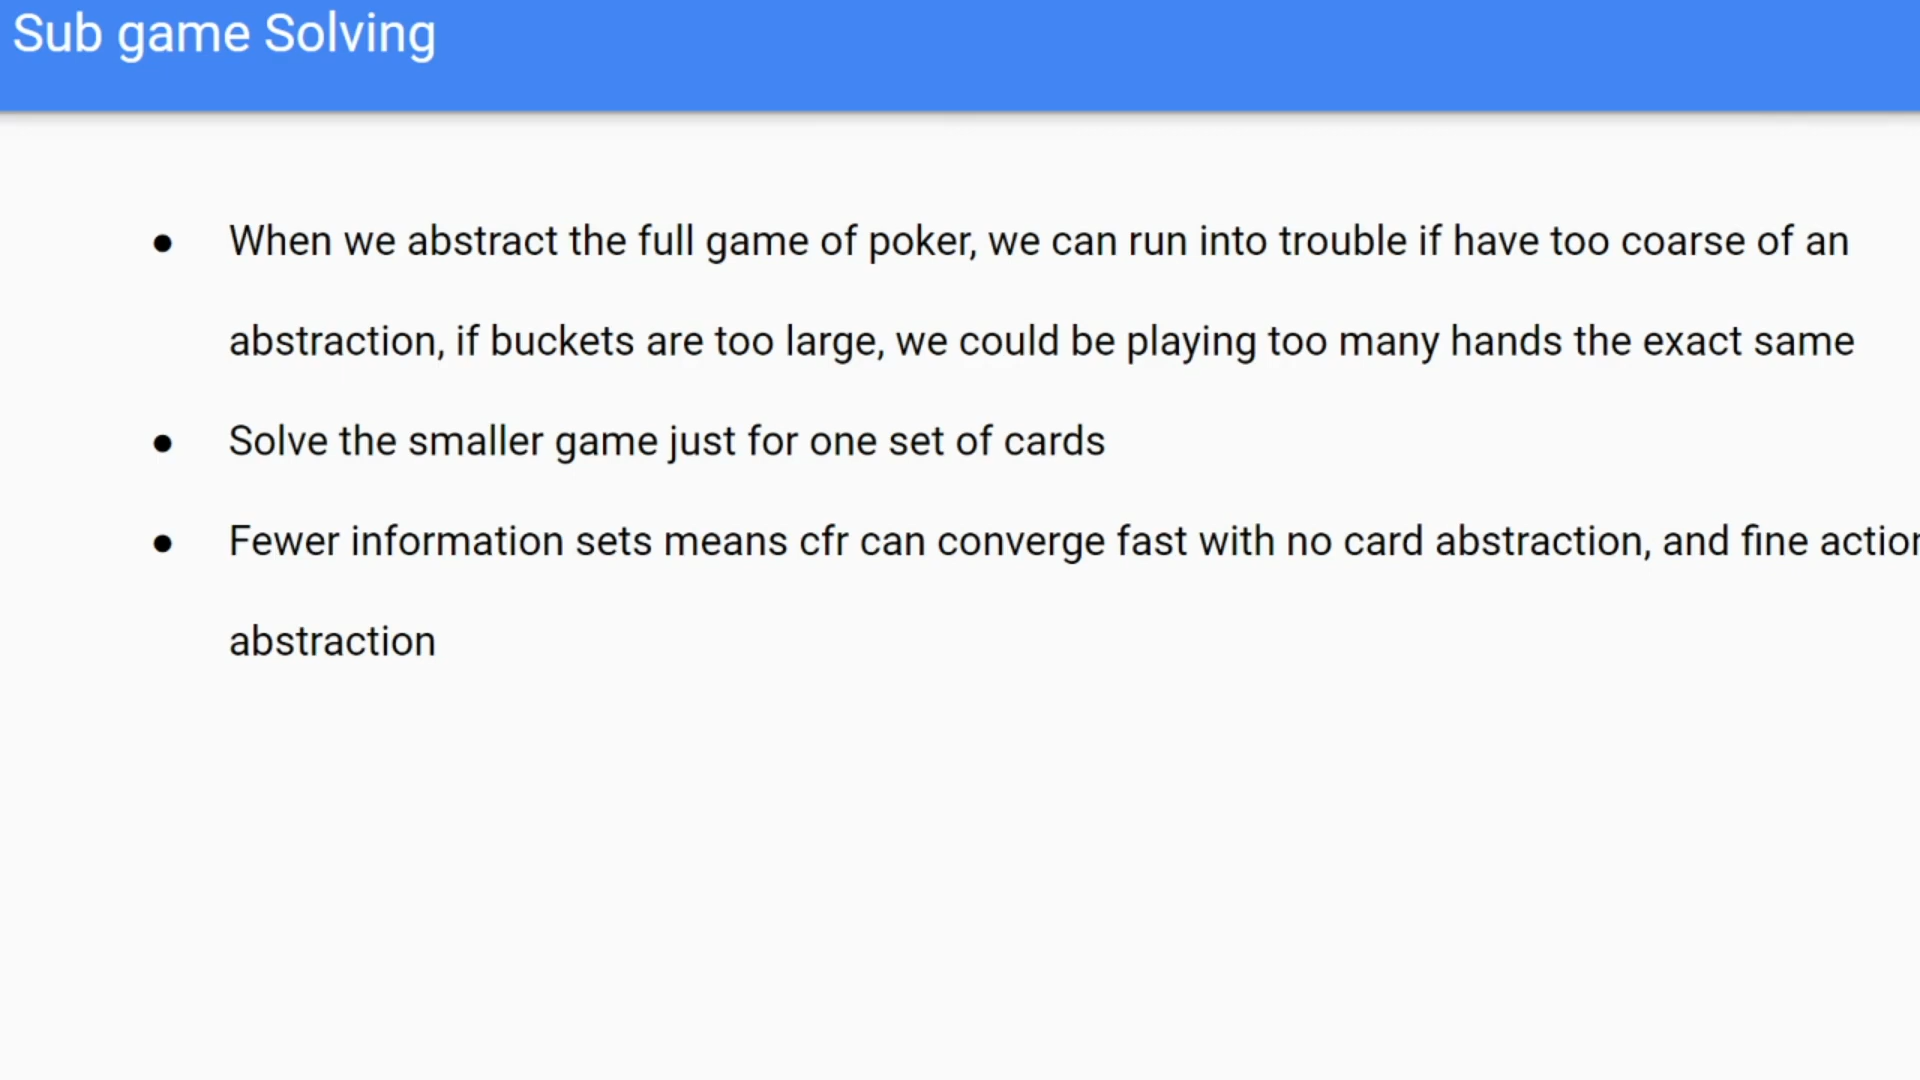 Sub game Solving
● When we abstract the full game of poker, we can run into trouble if have too coarse of an
abstraction, if buckets are too large, we could be playing too many hands the exact same
● Solve the smaller game just for one set of cards
● Fewer information sets means cfr can converge fast with no card abstraction, and fine action
abstraction